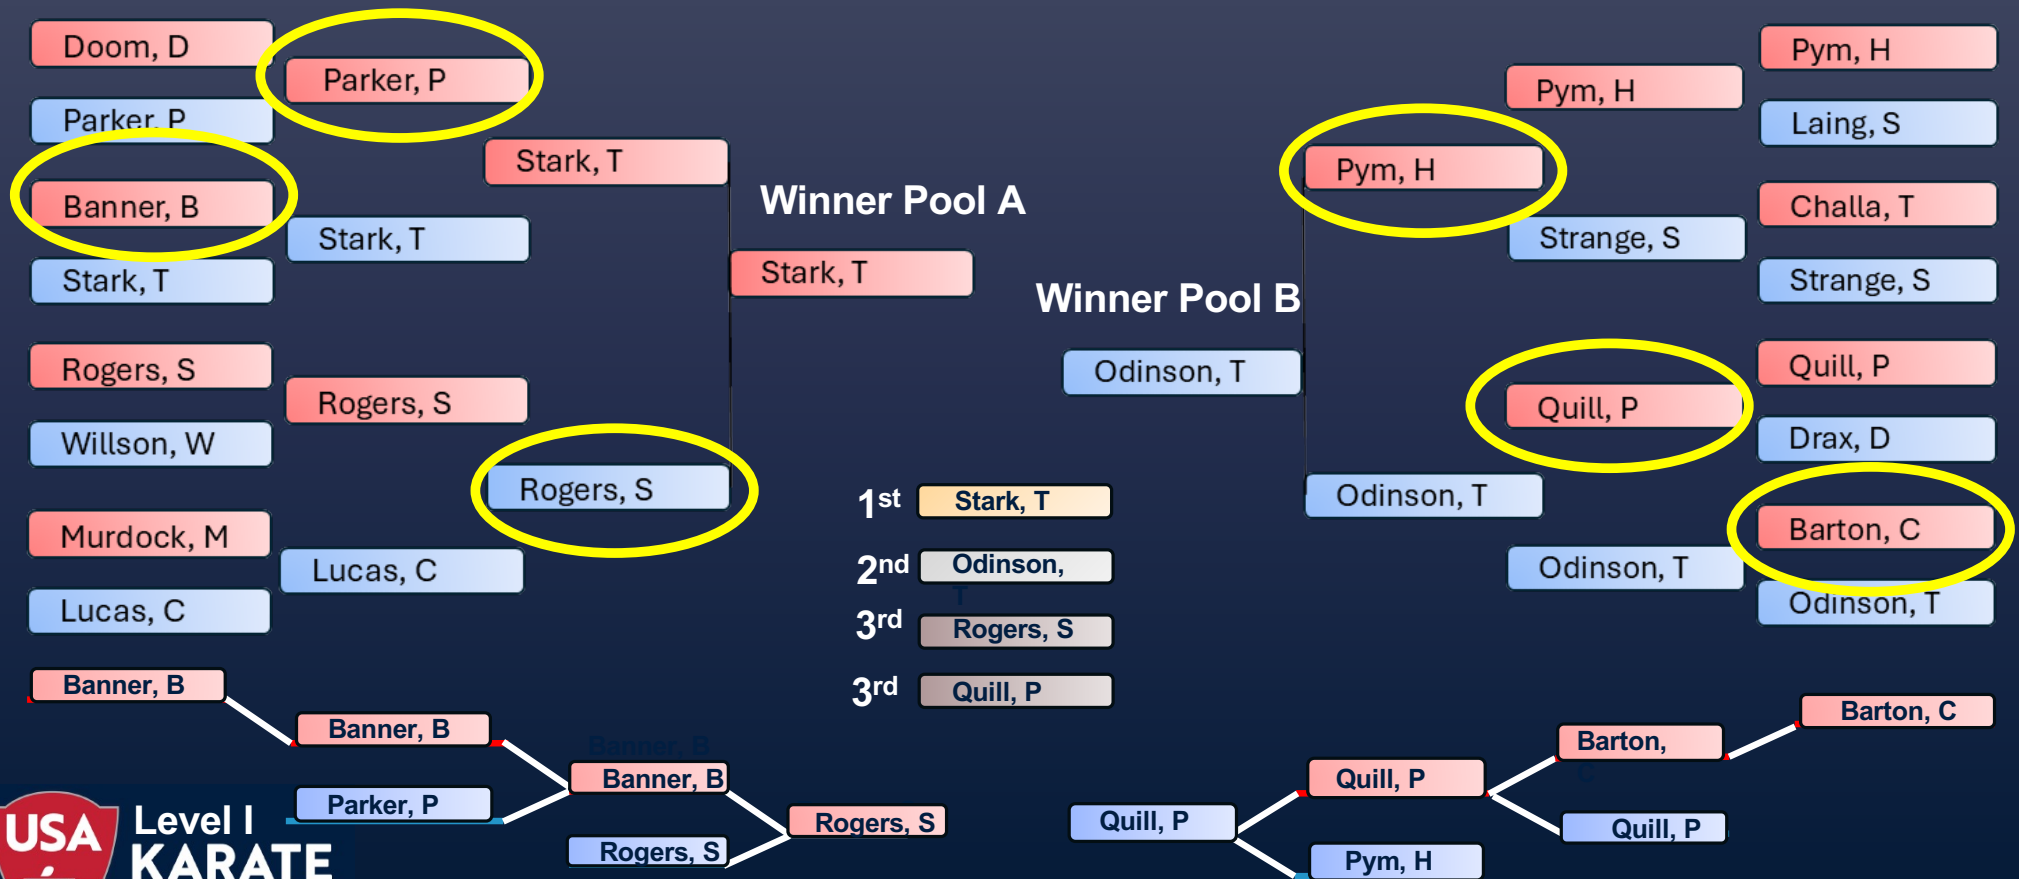 Doom, D
Parker, P
Banner, B
Stark, T
Rogers, S
Willson, W
Murdock, M
Lucas, C
Parker, P
Stark, T
Rogers, S
Lucas, C
Stark, T
Rogers, S
Winner Pool A
Stark, T
Winner Pool B
Odinson, T
Pym, H
Odinson, T
Pym, H
Strange, S
Quill, P
Odinson, T
Pym, H
Laing, S
Challa, T
Strange, S
Quill, P
Drax, D
Barton, C
Odinson, T
1st Stark, T
2nd Odinson,
T
3rd Rogers, S
3rd Quill, P
Banner, B
Banner, B
Parker, P
Banner, B
Banner, B
Rogers, S
Rogers, S
Quill, P
Quill, P
Pym, H
Barton,
C
Quill, P
Barton, C
USA
Level I
KARATE